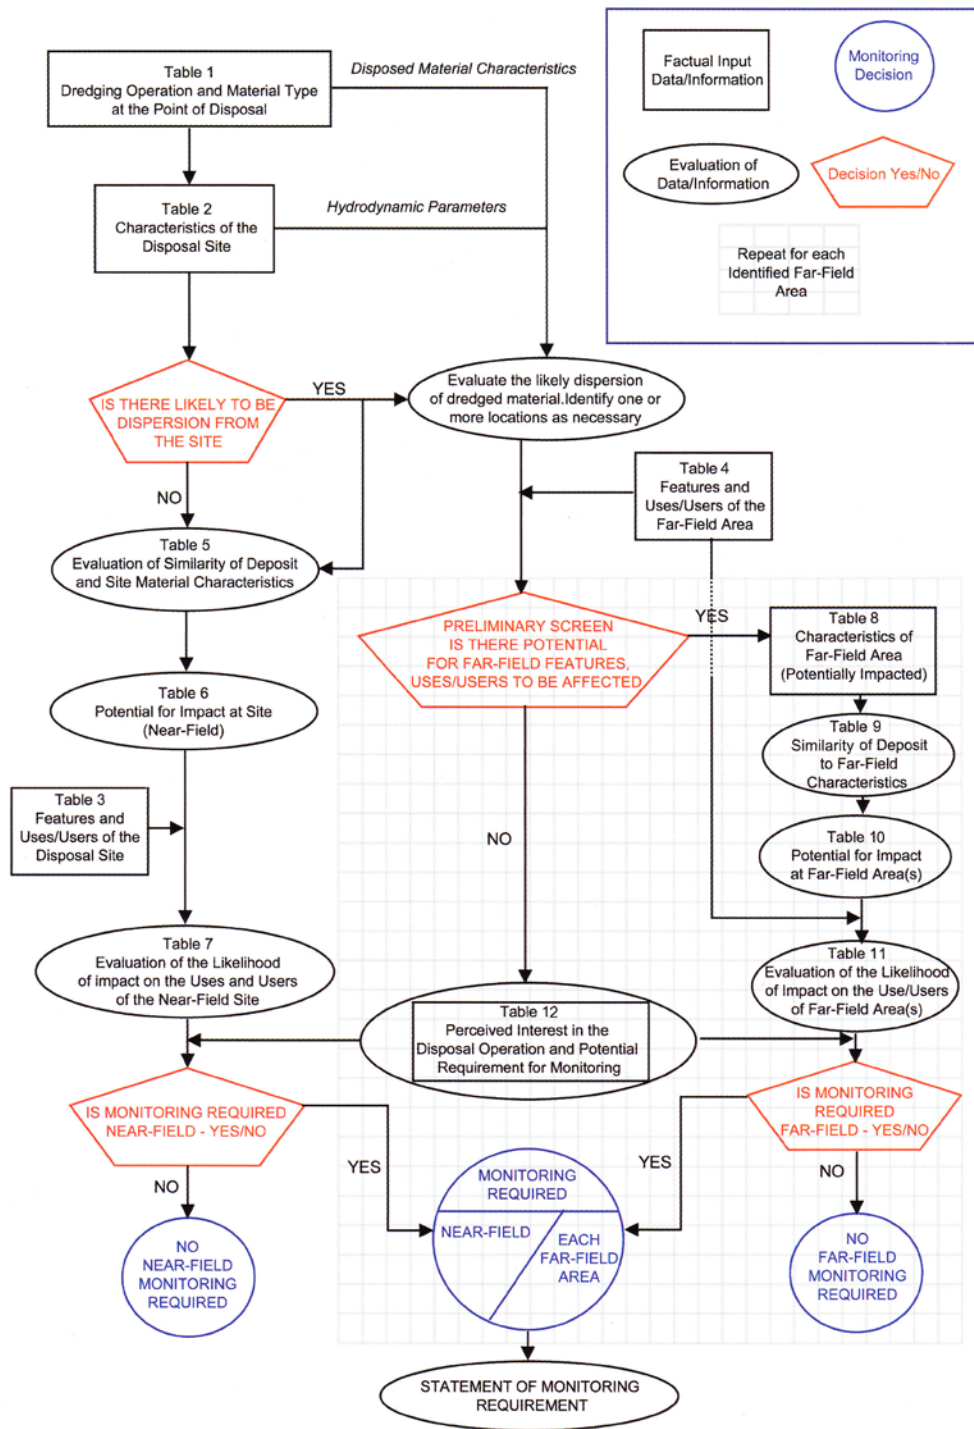 Table 1
Dredging Operation and Material Type
at the Point of Disposal
Disposed Material Characteristics
Factual Input
Data/Information
Monitoring
Decision
Evaluation of
Data/Information
Decision Yes/No
Repeat for each
Identified Far-Field
Area
Table 2
Characteristics of the
Disposal Site
Hydrodynamic Parameters
IS THERE LIKELY TO BE
DISPERSION FROM
THE SITE
YES
NO
Evaluate the likely dispersion
of dredged material.Identify one or
more locations as necessary
Table 4
Features and
Uses/Users of the
Far-Field Area
Table 5
Evaluation of Similarity of Deposit
and Site Material Characteristics
PRELIMINARY SCREEN
IS THERE POTENTIAL
FOR FAR-FIELD FEATURES,
USES/USERS TO BE AFFECTED
YES
NO
Table 8
Characteristics of
Far-Field Area
(Potentially Impacted)
Table 6
Potential for Impact at Site
(Near-Field)
Table 9
Similarity of Deposit
to Far-Field
Characteristics
Table 3
Features and
Uses/Users of the
Disposal Site
Table 10
Potential for Impact
at Far-Field Area(s)
Table 7
Evaluation of the Likelihood
of impact on the Uses and Users
of the Near-Field Site
Table 11
Evaluation of the Likelihood
of Impact on the Use/Users
of Far-Field Area(s)
Table 12
Perceived Interest in the
Disposal Operation and Potential
Requirement for Monitoring
IS MONITORING REQUIRED
NEAR-FIELD - YES/NO
YES
NO
IS MONITORING
REQUIRED
FAR-FIELD - YES/NO
YES
NO
MONITORING
REQUIRED
NEAR-FIELD
EACH
FAR-FIELD
AREA
NO
NEAR-FIELD
MONITORING
REQUIRED
NO
FAR-FIELD
MONITORING
REQUIRED
STATEMENT OF MONITORING
REQUIREMENT